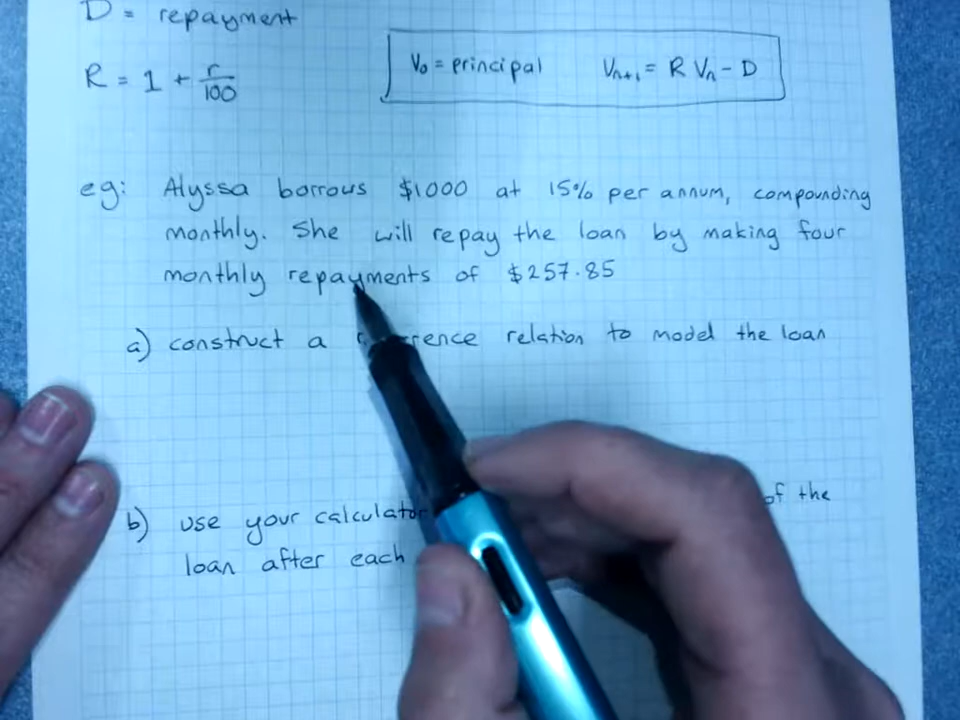 D = repayment
R = 1 + r/100
V₀ = principal Vₙ₊₁ = R Vₙ - D
eg: Alyssa borrows $1000 at 15% per annum, compounding
monthly. She will repay the loan by making four
monthly repayments of $257.85
a) construct a relation to model the loan
b) use your calculator of the
loan after each